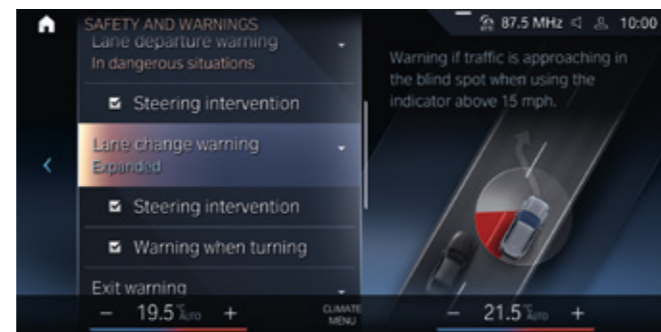 SAFETY AND WARNINGS
87.5 MHz
10:00
Lane departure warning
In dangerous situations
Steering intervention
Lane change warning
Expanded
Steering intervention
Warning when turning
Exit warning
Warning if traffic is approaching in
the blind spot when using the
indicator above 15 mph.
- 19.5 °C AUTO +
CLIMATE
MENU
- 21.5 °C AUTO +